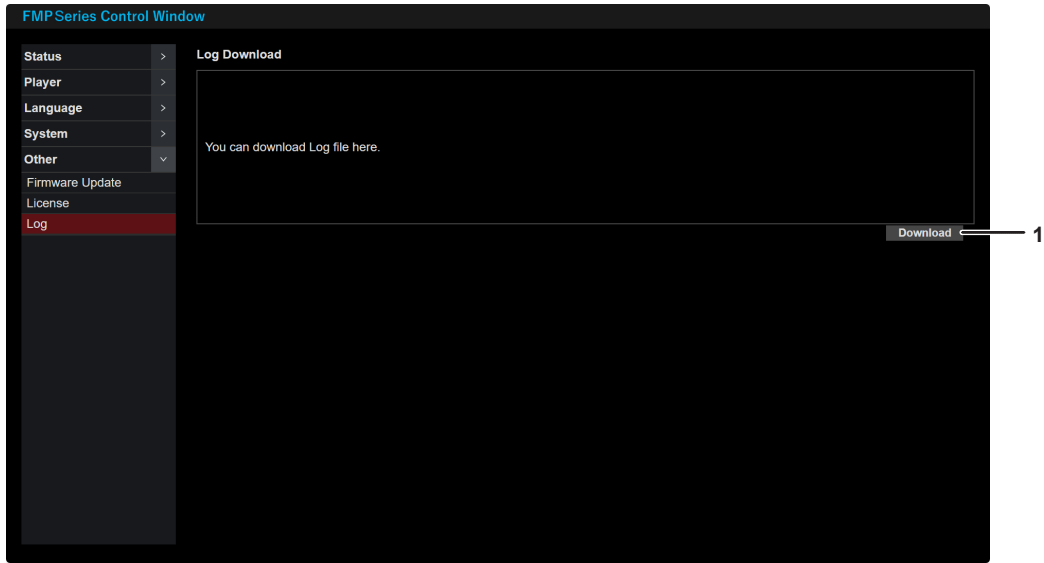 FMP Series Control Window
Status
Player
Language
System
Other
Firmware Update
License
Log
Log Download
You can download Log file here.
Download
1